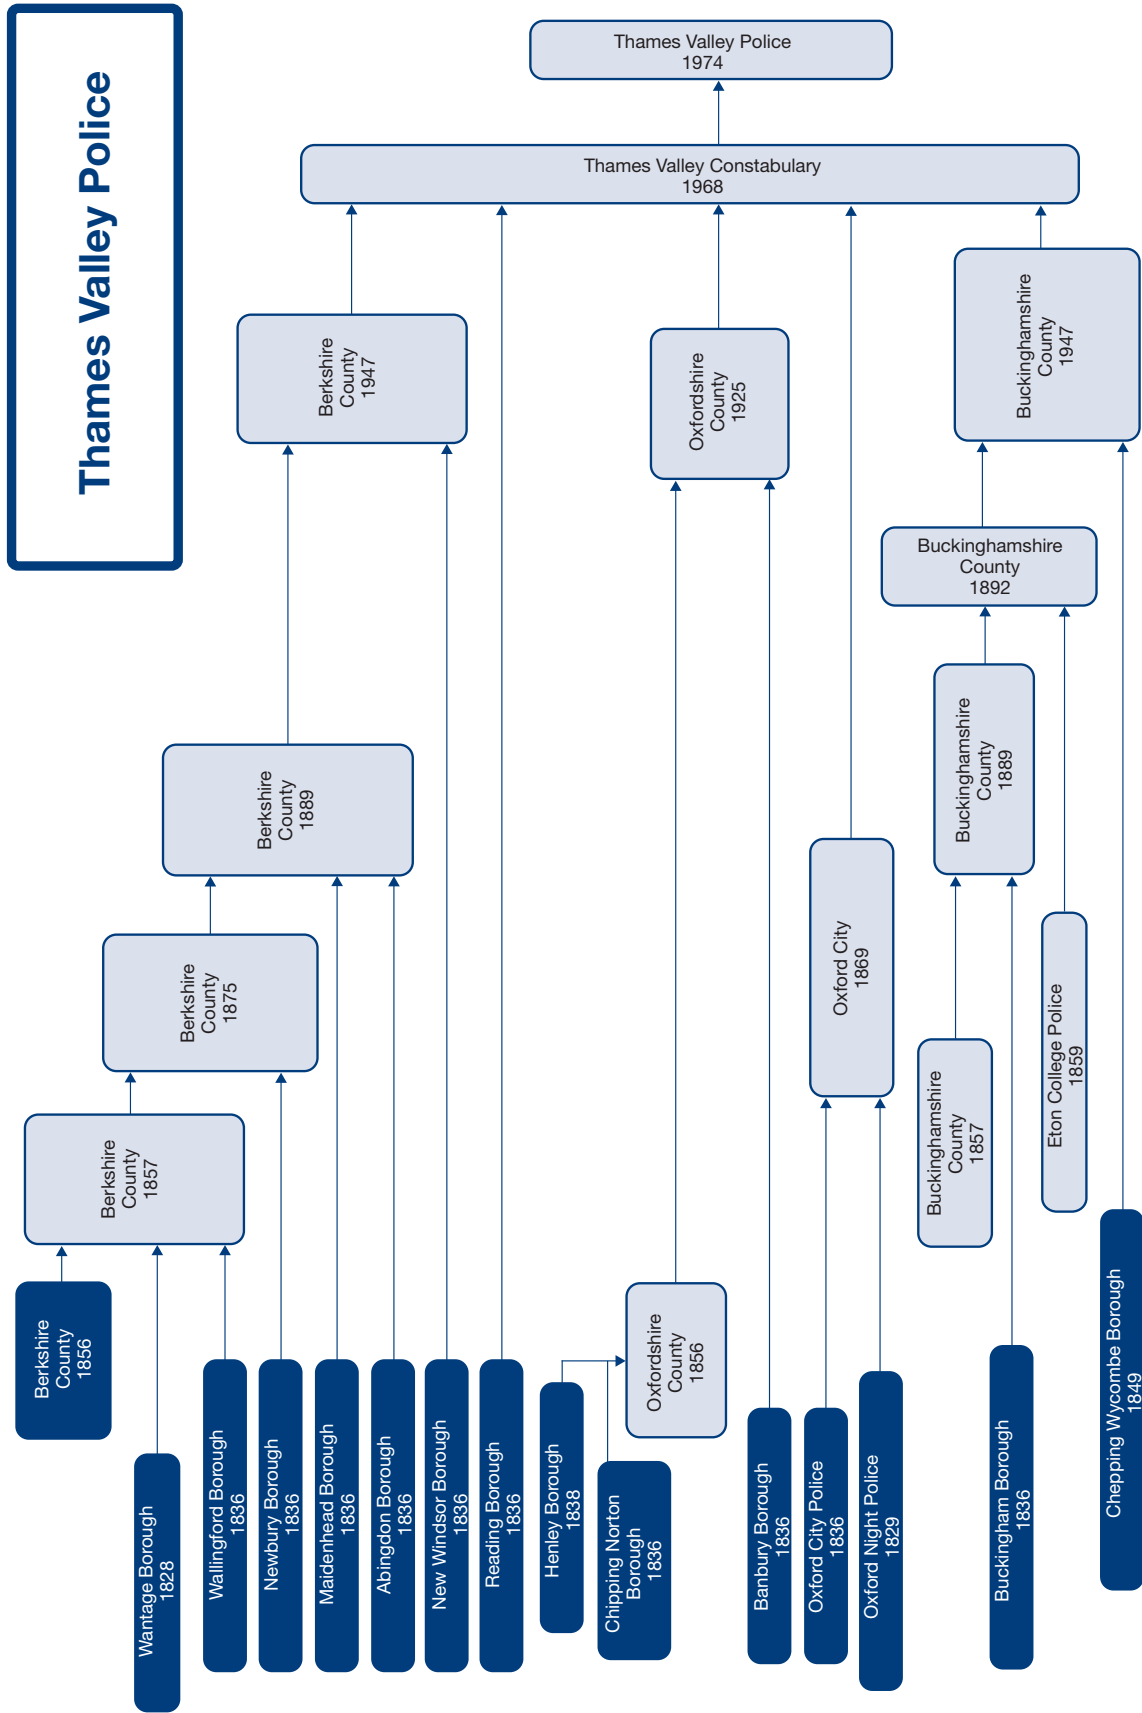 Thames Valley Police
Thames Valley Police
1974
Thames Valley Constabulary
1968
Berkshire
County
1947
Oxfordshire
County
1925
Buckinghamshire
County
1947
Buckinghamshire
County
1892
Berkshire
County
1889
Buckinghamshire
County
1889
Berkshire
County
1875
Oxford City
1869
Eton College Police
1859
Berkshire
County
1857
Buckinghamshire
County
1857
Berkshire
County
1856
Oxfordshire
County
1856
Wantage Borough
1828
Wallingford Borough
1836
Newbury Borough
1836
Maidenhead Borough
1836
Abingdon Borough
1836
New Windsor Borough
1836
Reading Borough
1836
Henley Borough
1838
Chipping Norton
Borough
1836
Banbury Borough
1836
Oxford City Police
1836
Oxford Night Police
1829
Buckingham Borough
1836
Chepping Wycombe Borough
1849